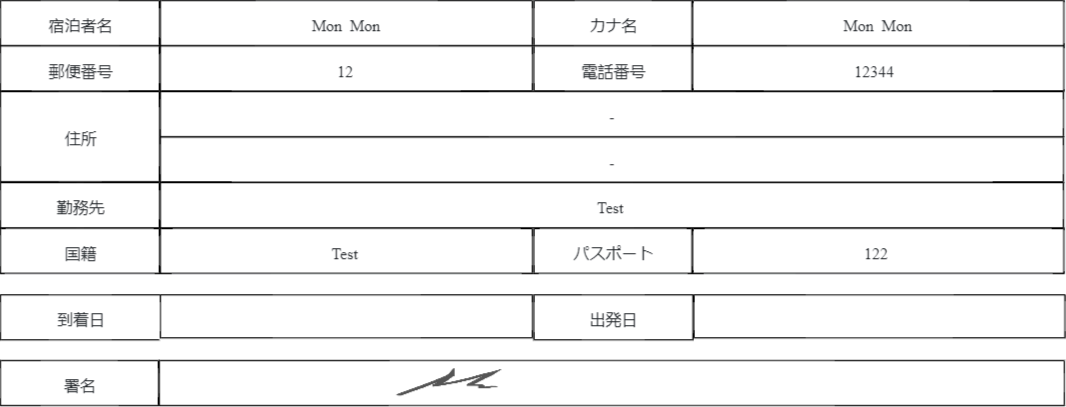 宿泊者名 Mon Mon カナ名 Mon Mon
郵便番号 12 電話番号 12344
住所 -
-
勤務先 Test
国籍 Test パスポート 122
到着日 出発日
署名